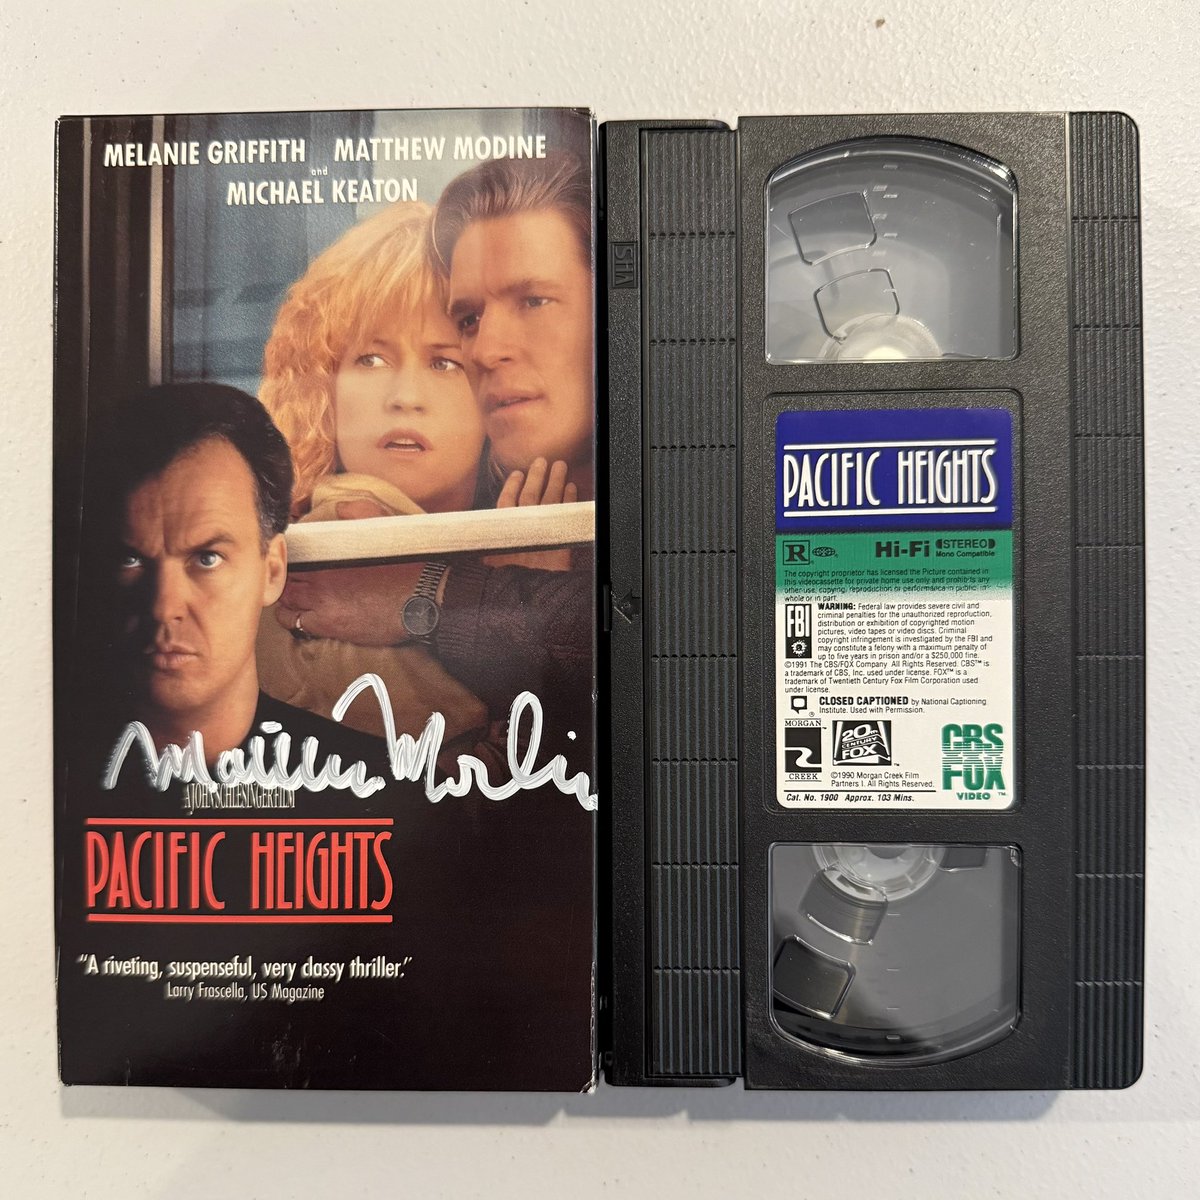 MELANIE GRIFFITH MATTHEW MODINE
and
MICHAEL KEATON
A JOHN SCHLESINGER FILM
PACIFIC HEIGHTS
“A riveting, suspenseful, very classy thriller.”
Larry Frascella, US Magazine
VHS
PACIFIC HEIGHTS
R Hi-Fi STEREO
Mono Compatible
The copyright proprietor has licensed the Picture contained in
this videocassette for private home use only and prohibits any
other use, copying, reproduction or performance in public, in
whole or in part.
FBI
WARNING: Federal law provides severe civil and
criminal penalties for the unauthorized reproduction,
distribution or exhibition of copyrighted motion
pictures, video tapes or video discs. Criminal
copyright infringement is investigated by the FBI and
may constitute a felony with a maximum penalty of
up to five years in prison and/or a $250,000 fine.
©1991 The CBS/FOX Company All Rights Reserved. CBS™ is
a trademark of CBS, Inc. used under license. FOX™ is a
trademark of Twentieth Century Fox Film Corporation used
under license.
CLOSED CAPTIONED by National Captioning
Institute. Used with Permission.
MORGAN
CREEK
20th
CENTURY
FOX
©1990 Morgan Creek Film
Partners I. All Rights Reserved.
CBS
FOX
VIDEO ™
Cat. No. 1900 Approx. 103 Mins.